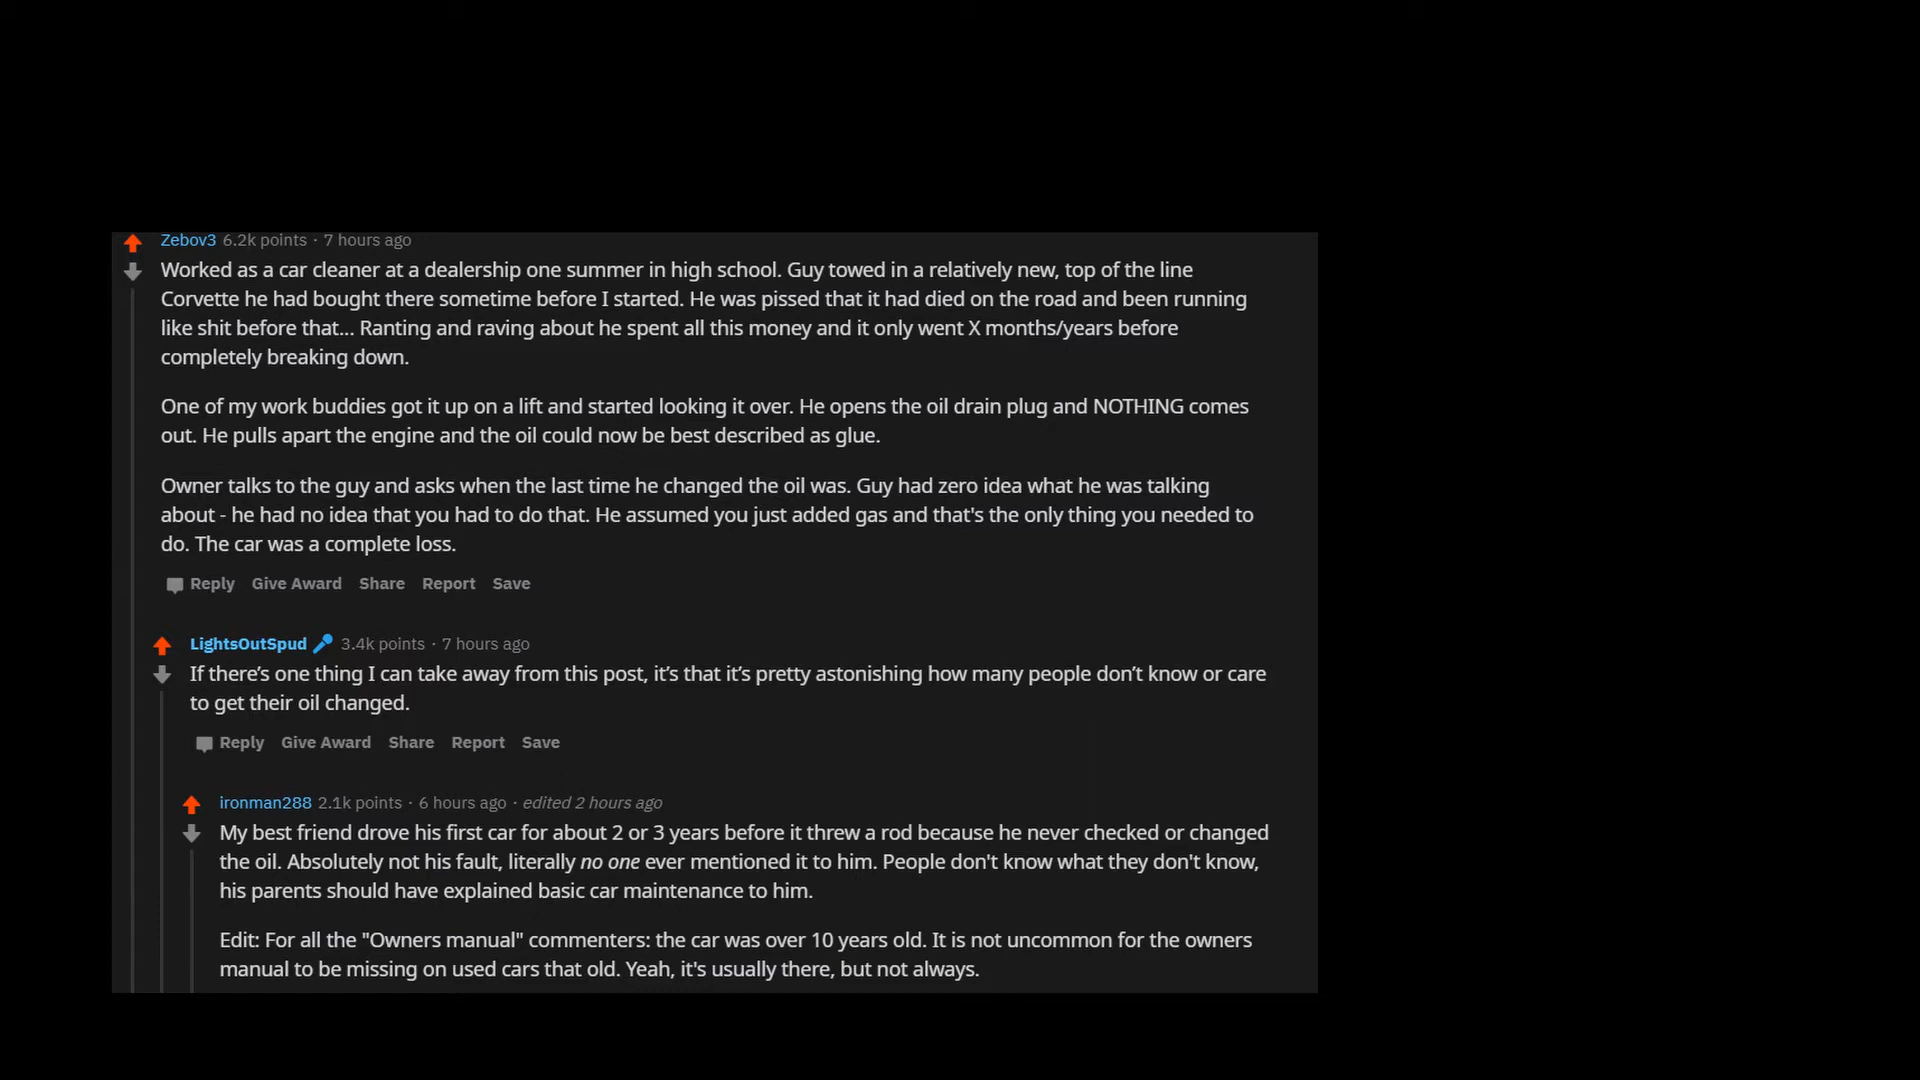 Zebov3 6.2k points · 7 hours ago
Worked as a car cleaner at a dealership one summer in high school. Guy towed in a relatively new, top of the line
Corvette he had bought there sometime before I started. He was pissed that it had died on the road and been running
like shit before that... Ranting and raving about he spent all this money and it only went X months/years before
completely breaking down.
One of my work buddies got it up on a lift and started looking it over. He opens the oil drain plug and NOTHING comes
out. He pulls apart the engine and the oil could now be best described as glue.
Owner talks to the guy and asks when the last time he changed the oil was. Guy had zero idea what he was talking
about - he had no idea that you had to do that. He assumed you just added gas and that's the only thing you needed to
do. The car was a complete loss.
Reply Give Award Share Report Save
LightsOutSpud 3.4k points · 7 hours ago
If there’s one thing I can take away from this post, it’s that it’s pretty astonishing how many people don’t know or care
to get their oil changed.
Reply Give Award Share Report Save
ironman288 2.1k points · 6 hours ago · edited 2 hours ago
My best friend drove his first car for about 2 or 3 years before it threw a rod because he never checked or changed
the oil. Absolutely not his fault, literally no one ever mentioned it to him. People don't know what they don't know,
his parents should have explained basic car maintenance to him.
Edit: For all the "Owners manual" commenters: the car was over 10 years old. It is not uncommon for the owners
manual to be missing on used cars that old. Yeah, it's usually there, but not always.